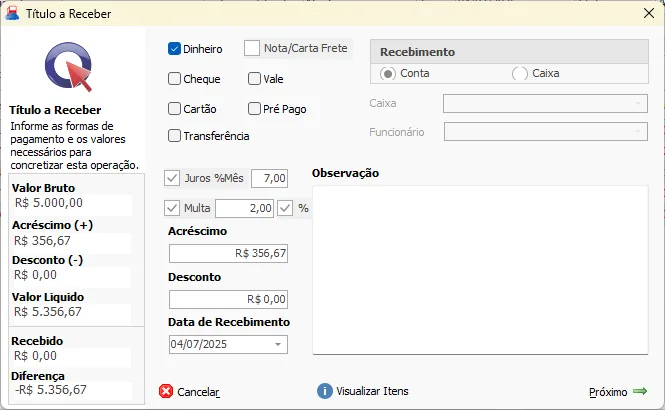 Título a Receber
Título a Receber
Informe as formas de
pagamento e os valores
necessários para
concretizar esta operação.
Valor Bruto
R$ 5.000,00
Acréscimo (+)
R$ 356,67
Desconto (-)
R$ 0,00
Valor Liquido
R$ 5.356,67
Recebido
R$ 0,00
Diferença
-R$ 5.356,67
Dinheiro
Nota/Carta Frete
Cheque
Vale
Cartão
Pré Pago
Transferência
Recebimento
Conta
Caixa
Caixa
Funcionário
Juros %Mês 7,00
Multa 2,00 %
Acréscimo
R$ 356,67
Desconto
R$ 0,00
Data de Recebimento
04/07/2025
Observação
Cancelar
Visualizar Itens
Próximo